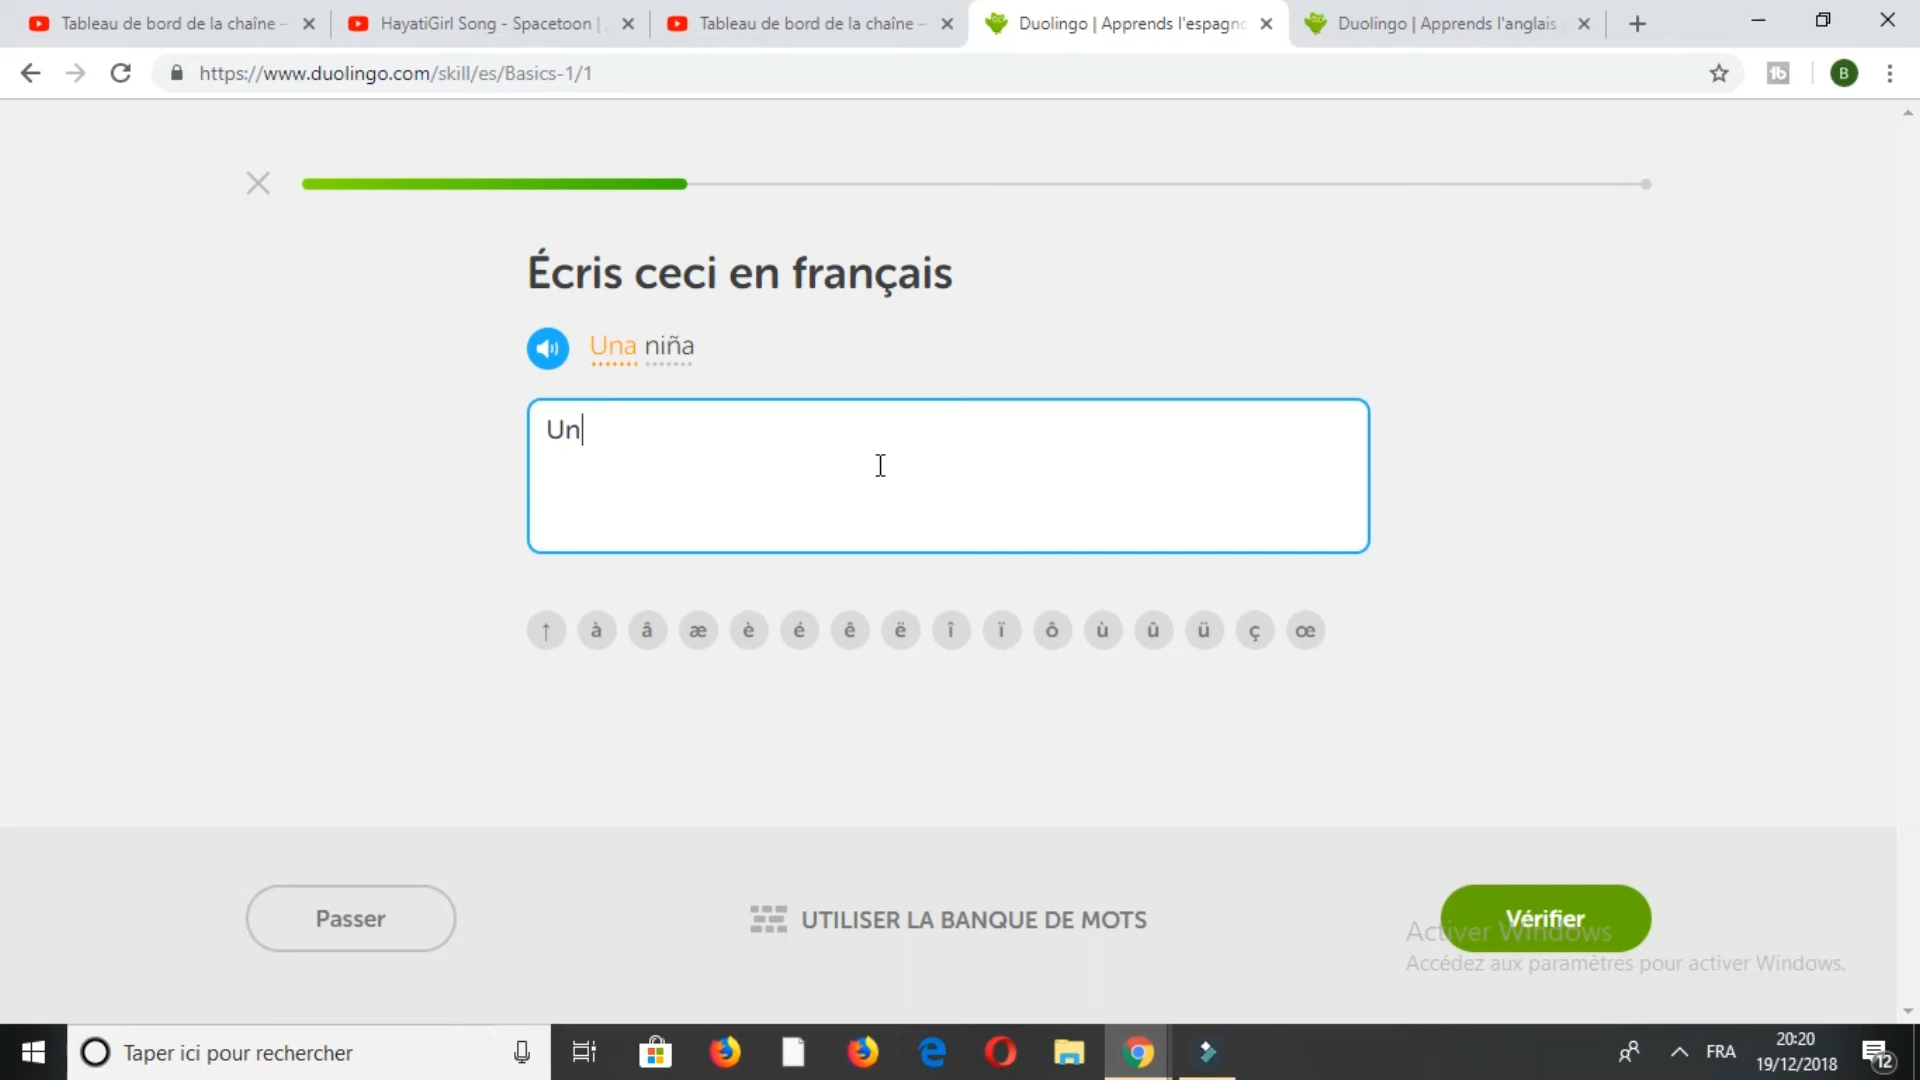 Tableau de bord de la chaîne –
HayatiGirl Song - Spacetoon | 
Tableau de bord de la chaîne –
Duolingo | Apprends l'espagno
Duolingo | Apprends l'anglais
https://www.duolingo.com/skill/es/Basics-1/1
B
Écris ceci en français
Una niña
Un
↑ à â æ è é ê ë î ï ô ù û ü ç œ
Passer
UTILISER LA BANQUE DE MOTS
Vérifier
Activer Windows
Accédez aux paramètres pour activer Windows.
Taper ici pour rechercher
FRA
20:20
19/12/2018
12